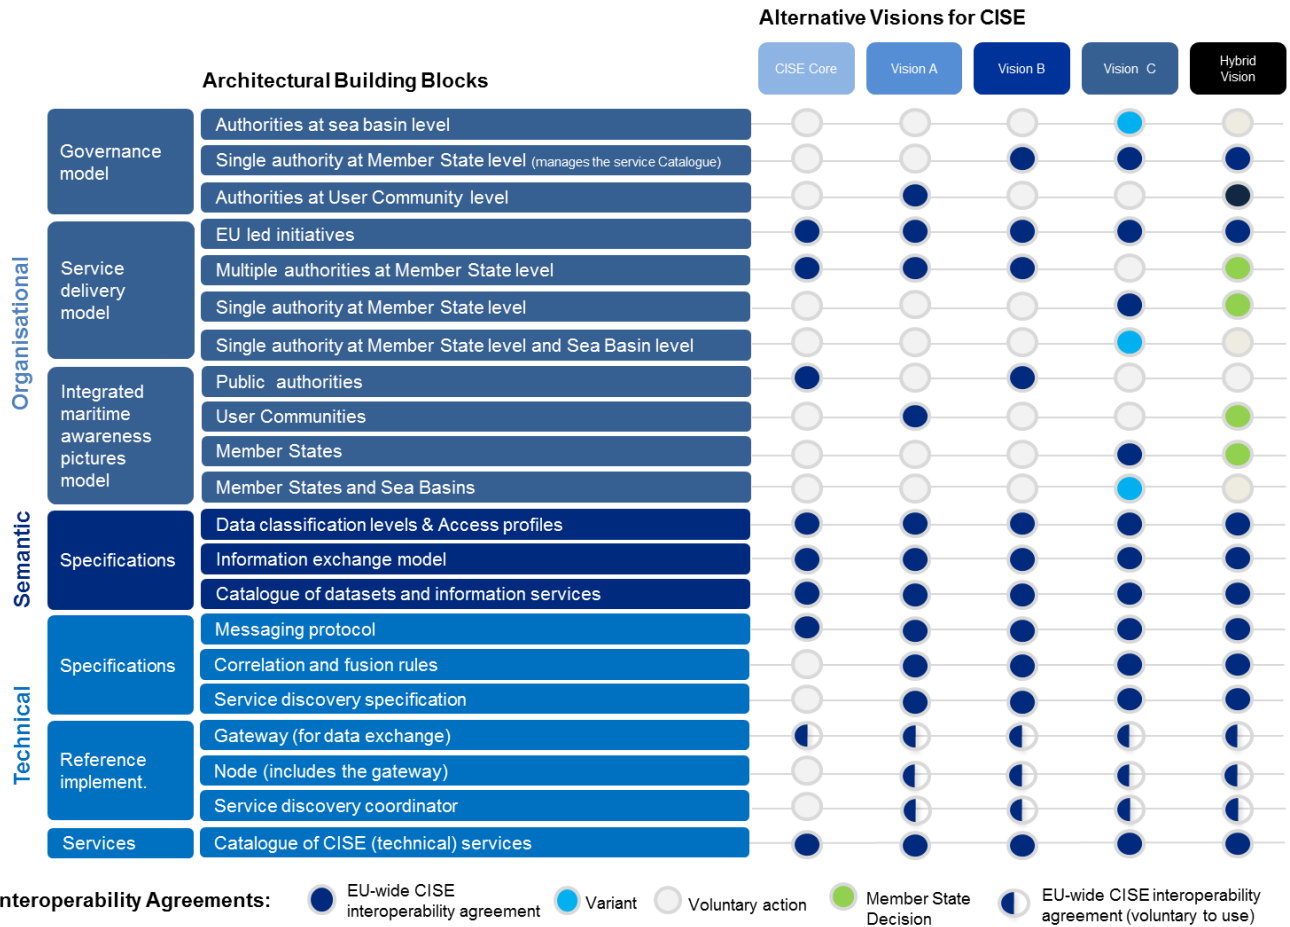 Alternative Visions for CISE
CISE Core
Vision A
Vision B
Vision C
Hybrid
Vision
Architectural Building Blocks
Organisational
Governance
model
Authorities at sea basin level
Single authority at Member State level (manages the service Catalogue)
Authorities at User Community level
Service
delivery
model
EU led initiatives
Multiple authorities at Member State level
Single authority at Member State level
Single authority at Member State level and Sea Basin level
Integrated
maritime
awareness
pictures
model
Public authorities
User Communities
Member States
Member States and Sea Basins
Semantic
Specifications
Data classification levels & Access profiles
Information exchange model
Catalogue of datasets and information services
Technical
Specifications
Messaging protocol
Correlation and fusion rules
Service discovery specification
Reference
implement.
Gateway (for data exchange)
Node (includes the gateway)
Service discovery coordinator
Services
Catalogue of CISE (technical) services
nteroperability Agreements:
EU-wide CISE
interoperability agreement
Variant
Voluntary action
Member State
Decision
EU-wide CISE interoperability
agreement (voluntary to use)